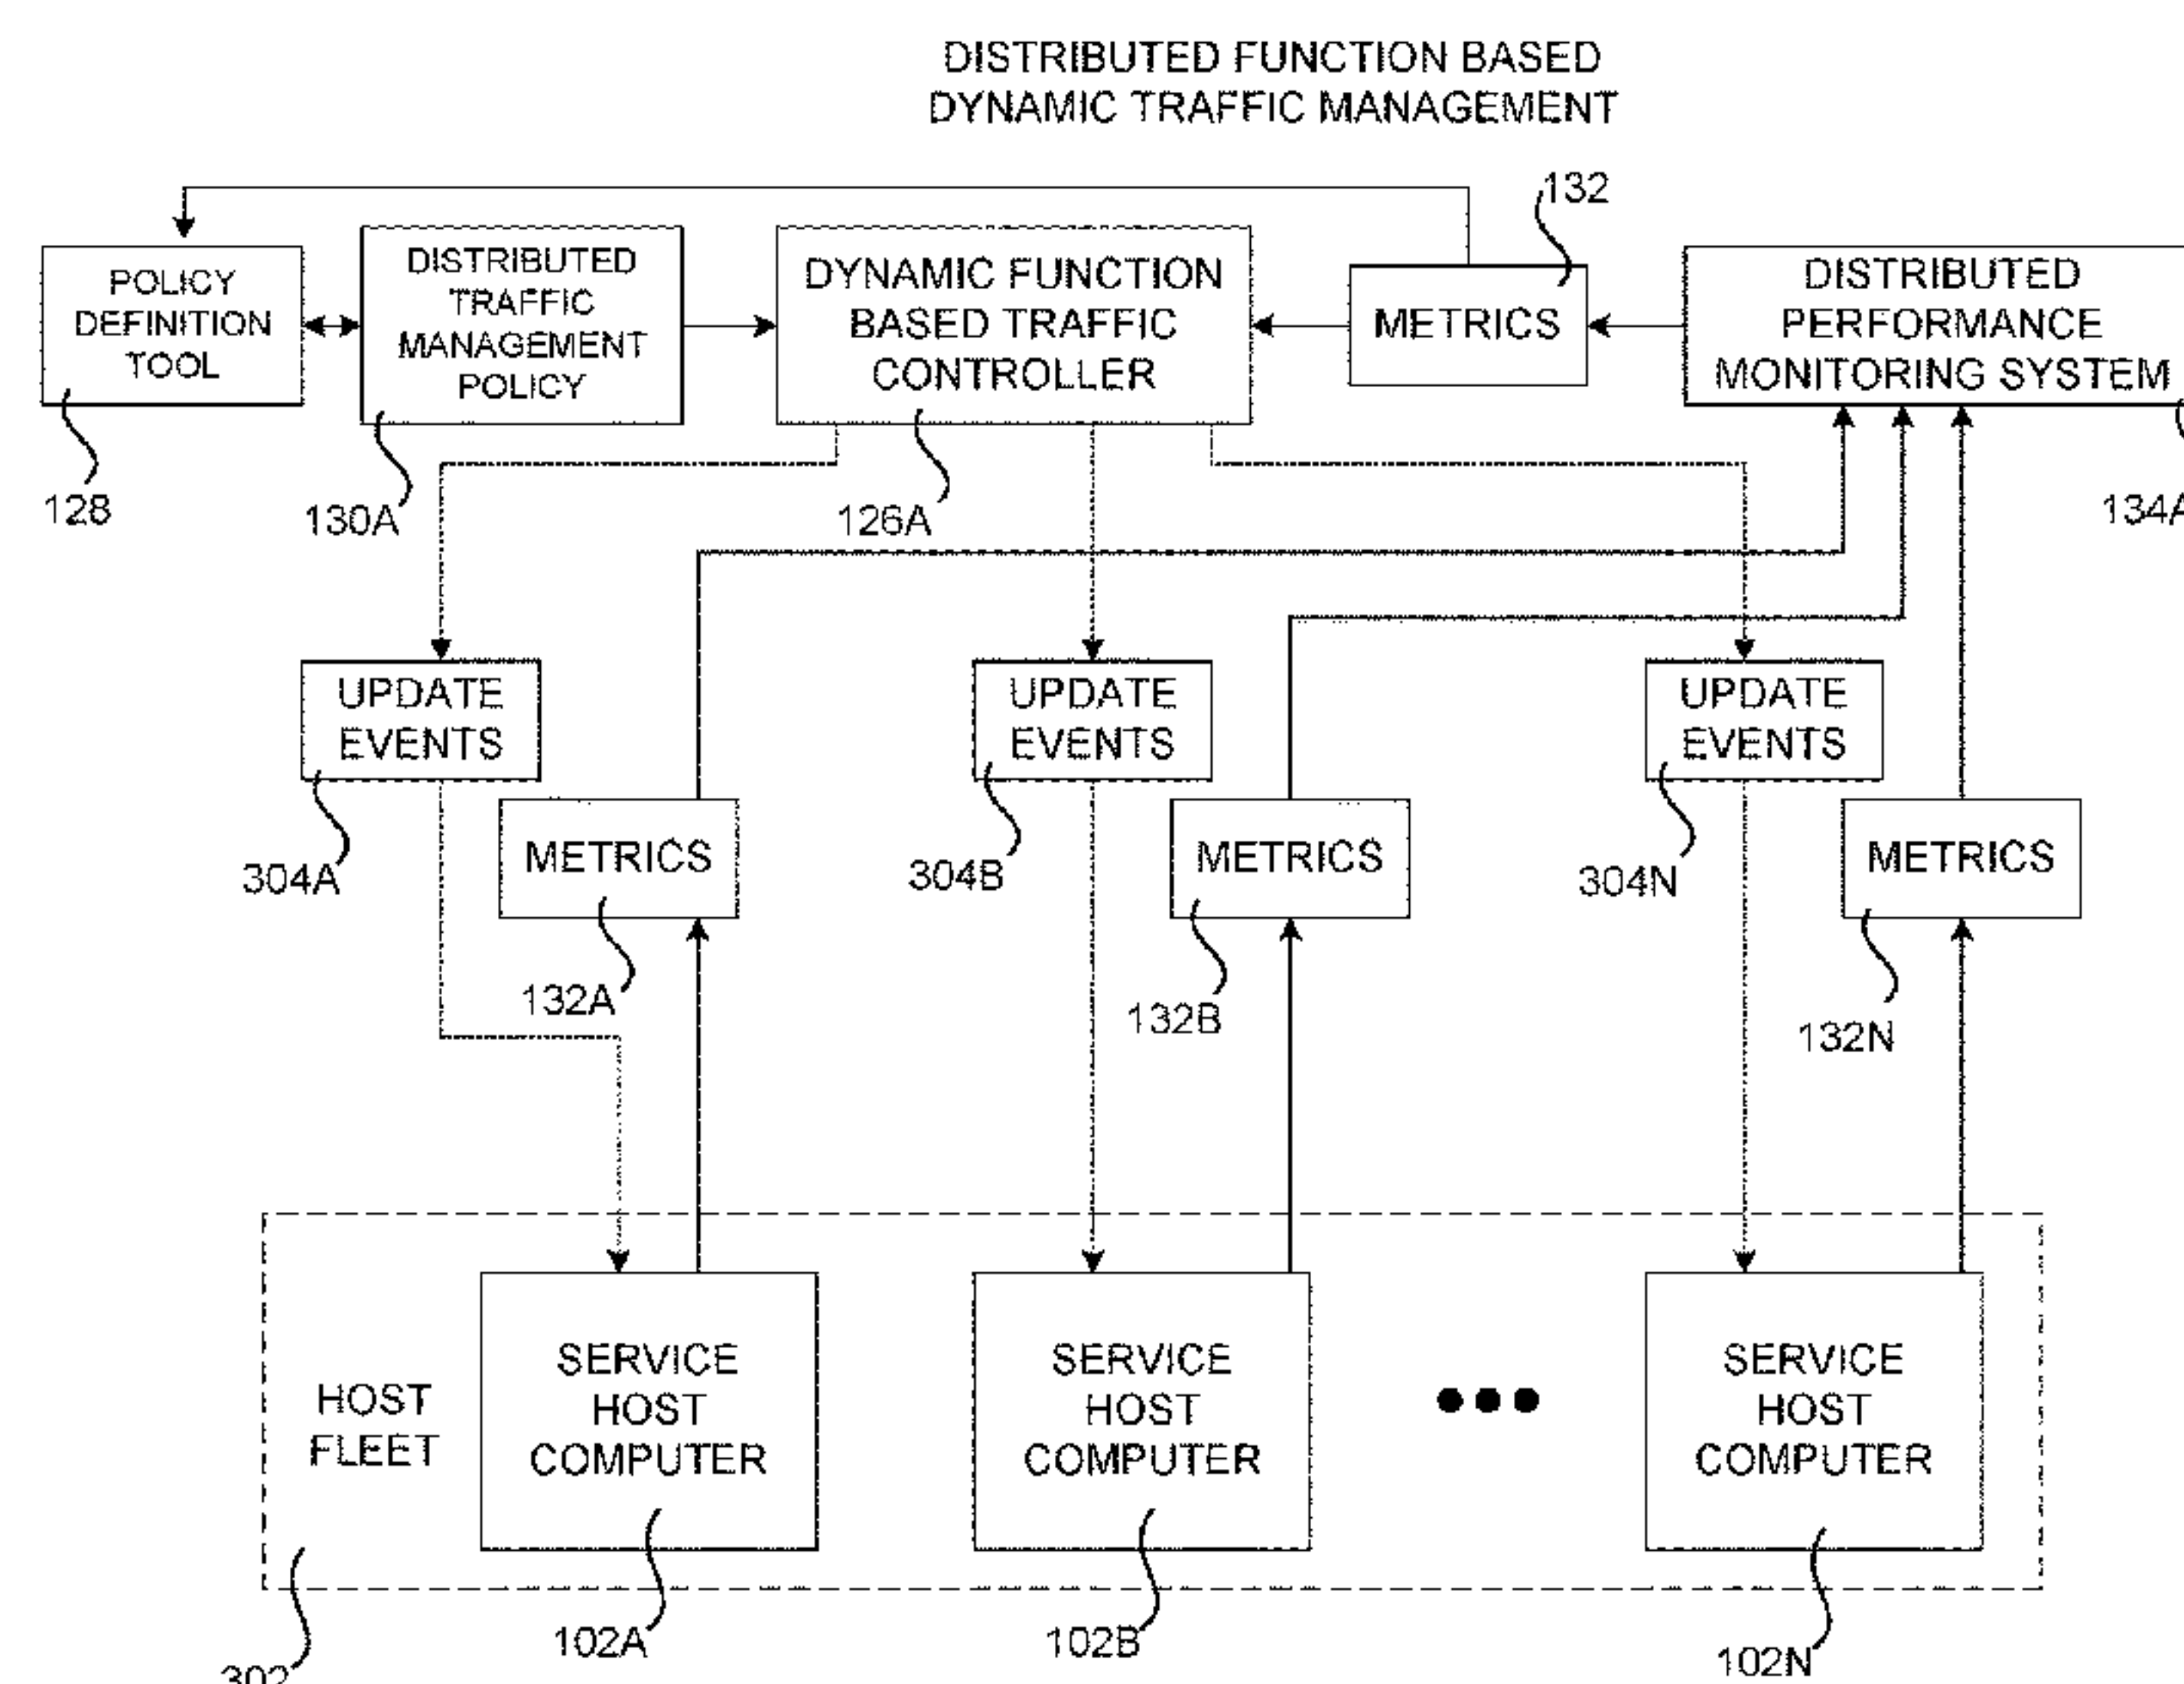 DISTRIBUTED FUNCTION BASED
DYNAMIC TRAFFIC MANAGEMENT
132
POLICY
DEFINITION
TOOL
DISTRIBUTED
TRAFFIC
MANAGEMENT
POLICY
DYNAMIC FUNCTION
BASED TRAFFIC
CONTROLLER
METRICS
DISTRIBUTED
PERFORMANCE
MONITORING SYSTEM
128
130A
126A
134A
UPDATE
EVENTS
UPDATE
EVENTS
UPDATE
EVENTS
304A
METRICS
304B
METRICS
304N
METRICS
132A
132B
132N
HOST
FLEET
SERVICE
HOST
COMPUTER
SERVICE
HOST
COMPUTER
SERVICE
HOST
COMPUTER
302
102A
102B
102N